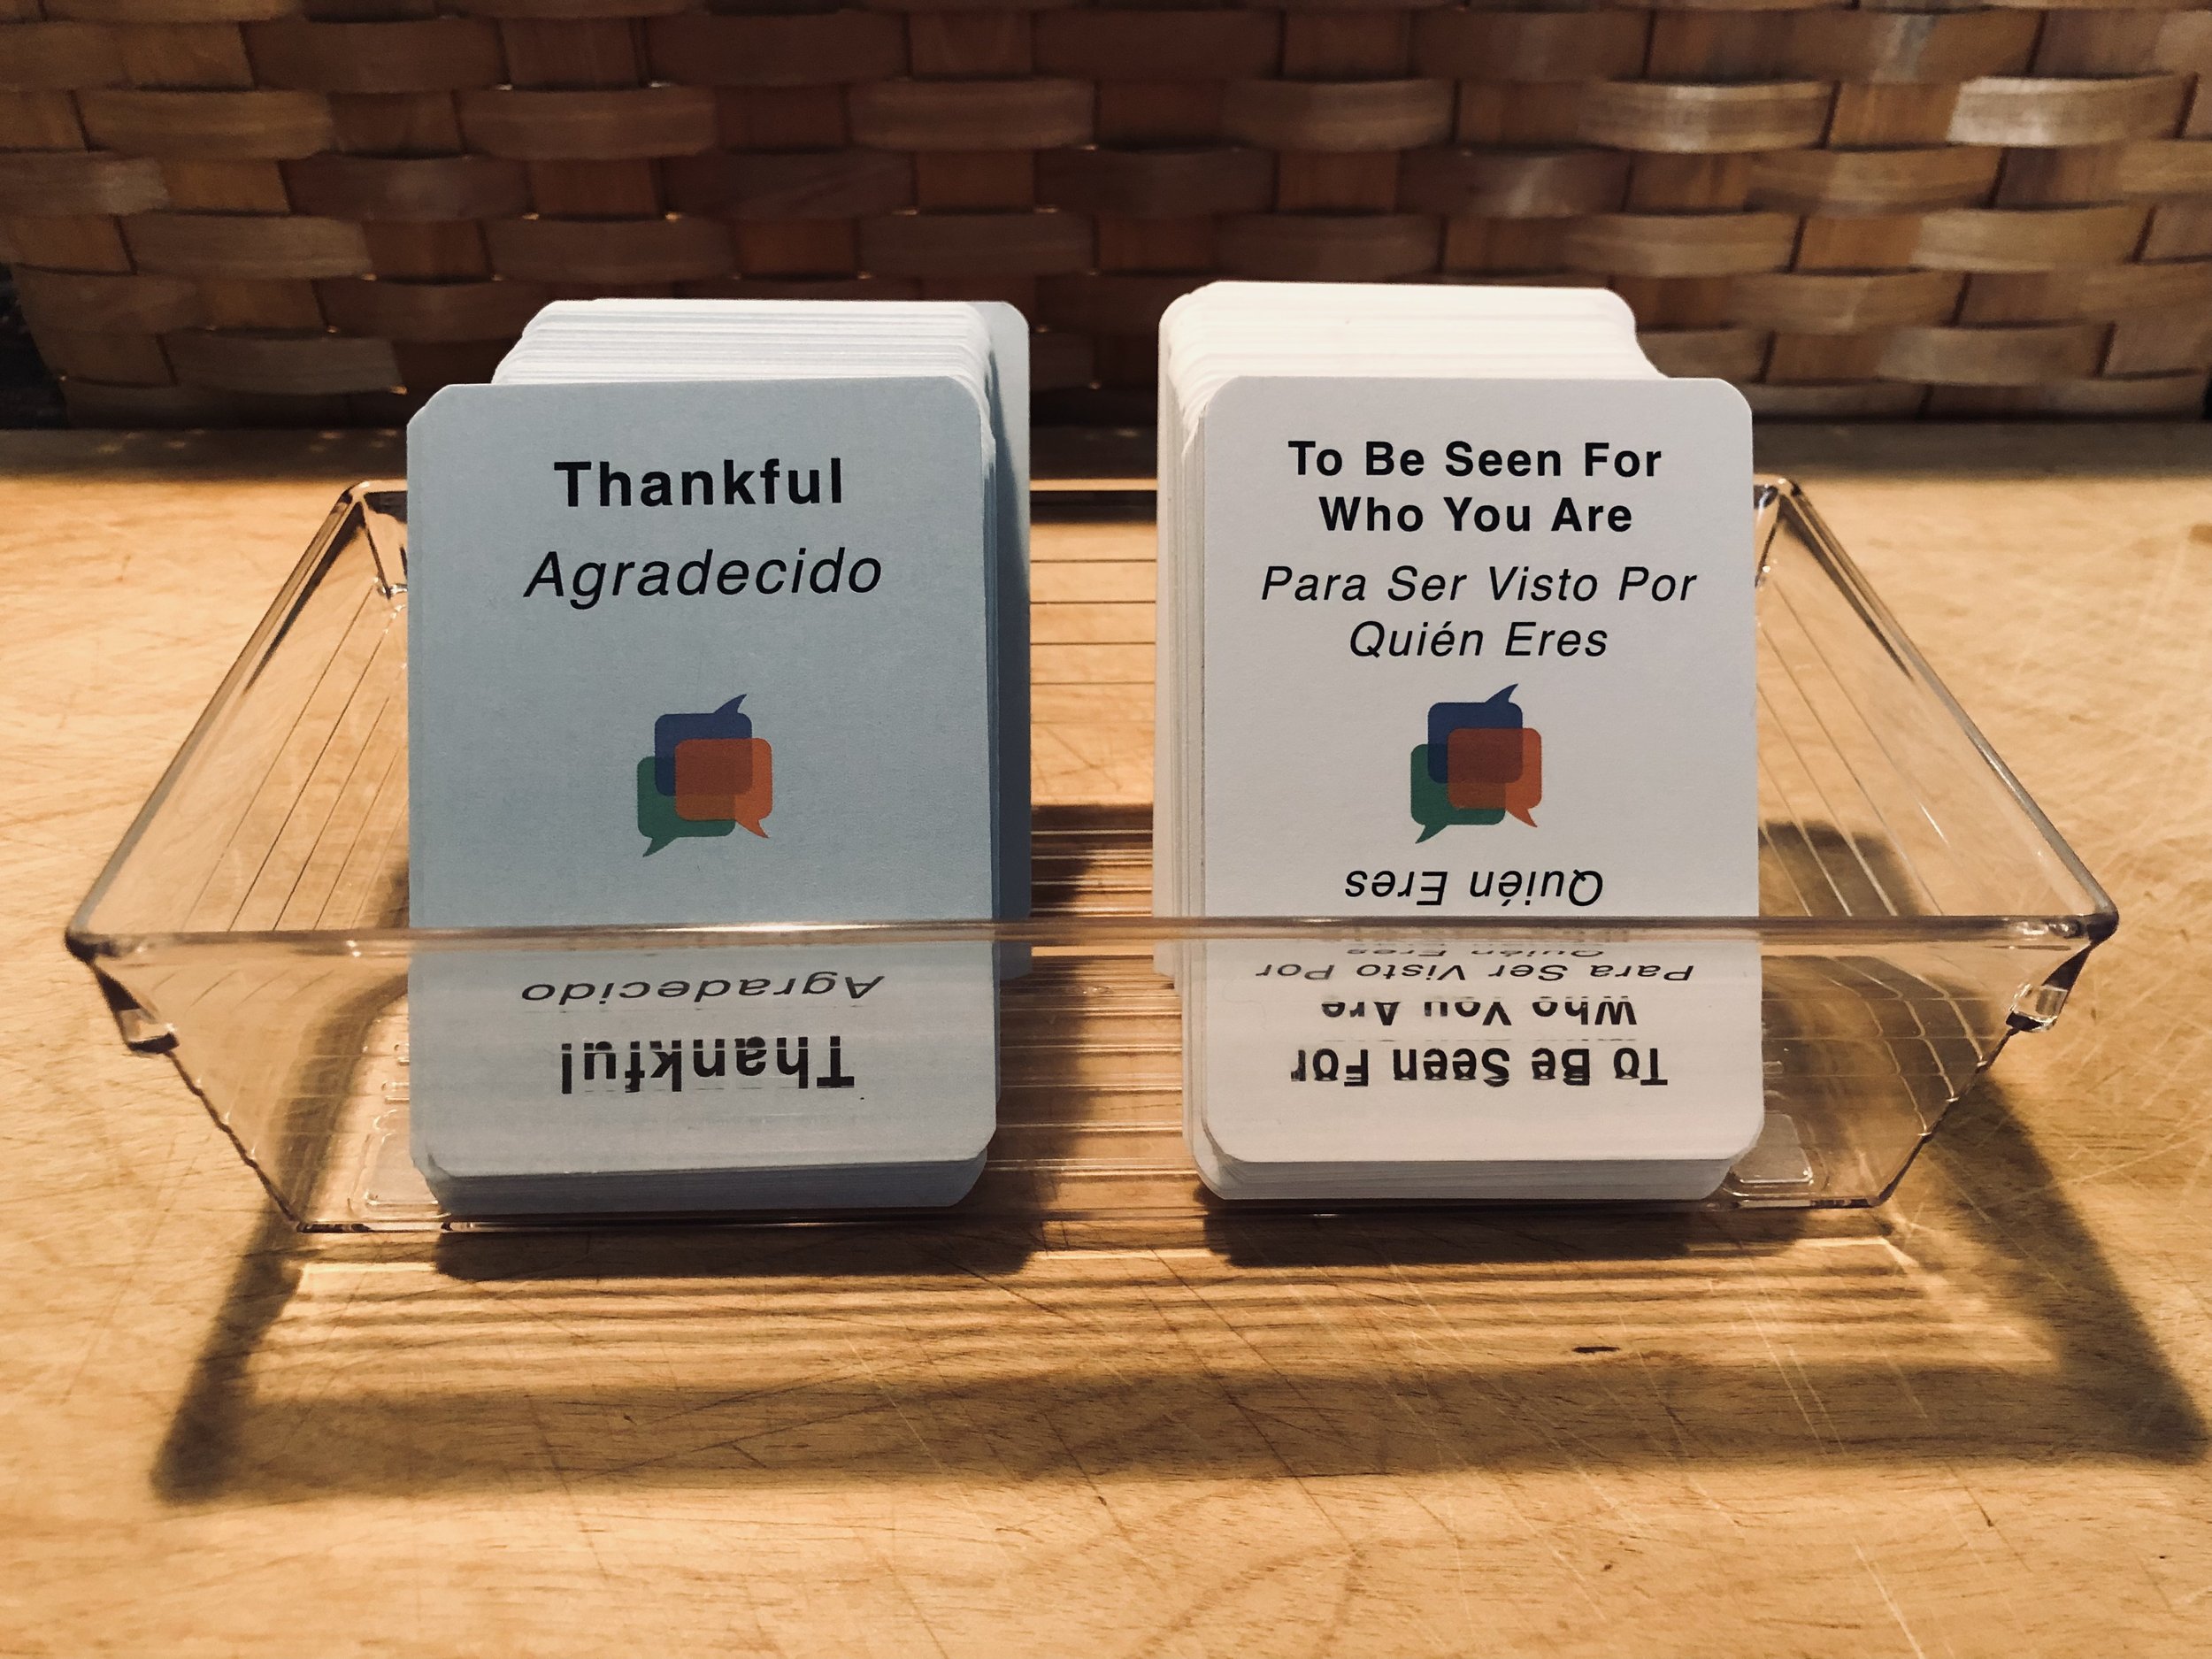 Thankful
Agradecido
Agradecido
Thankful
To Be Seen For
Who You Are
Para Ser Visto Por
Quién Eres
Quién Eres
Para Ser Visto Por
Who You Are
To Be Seen For